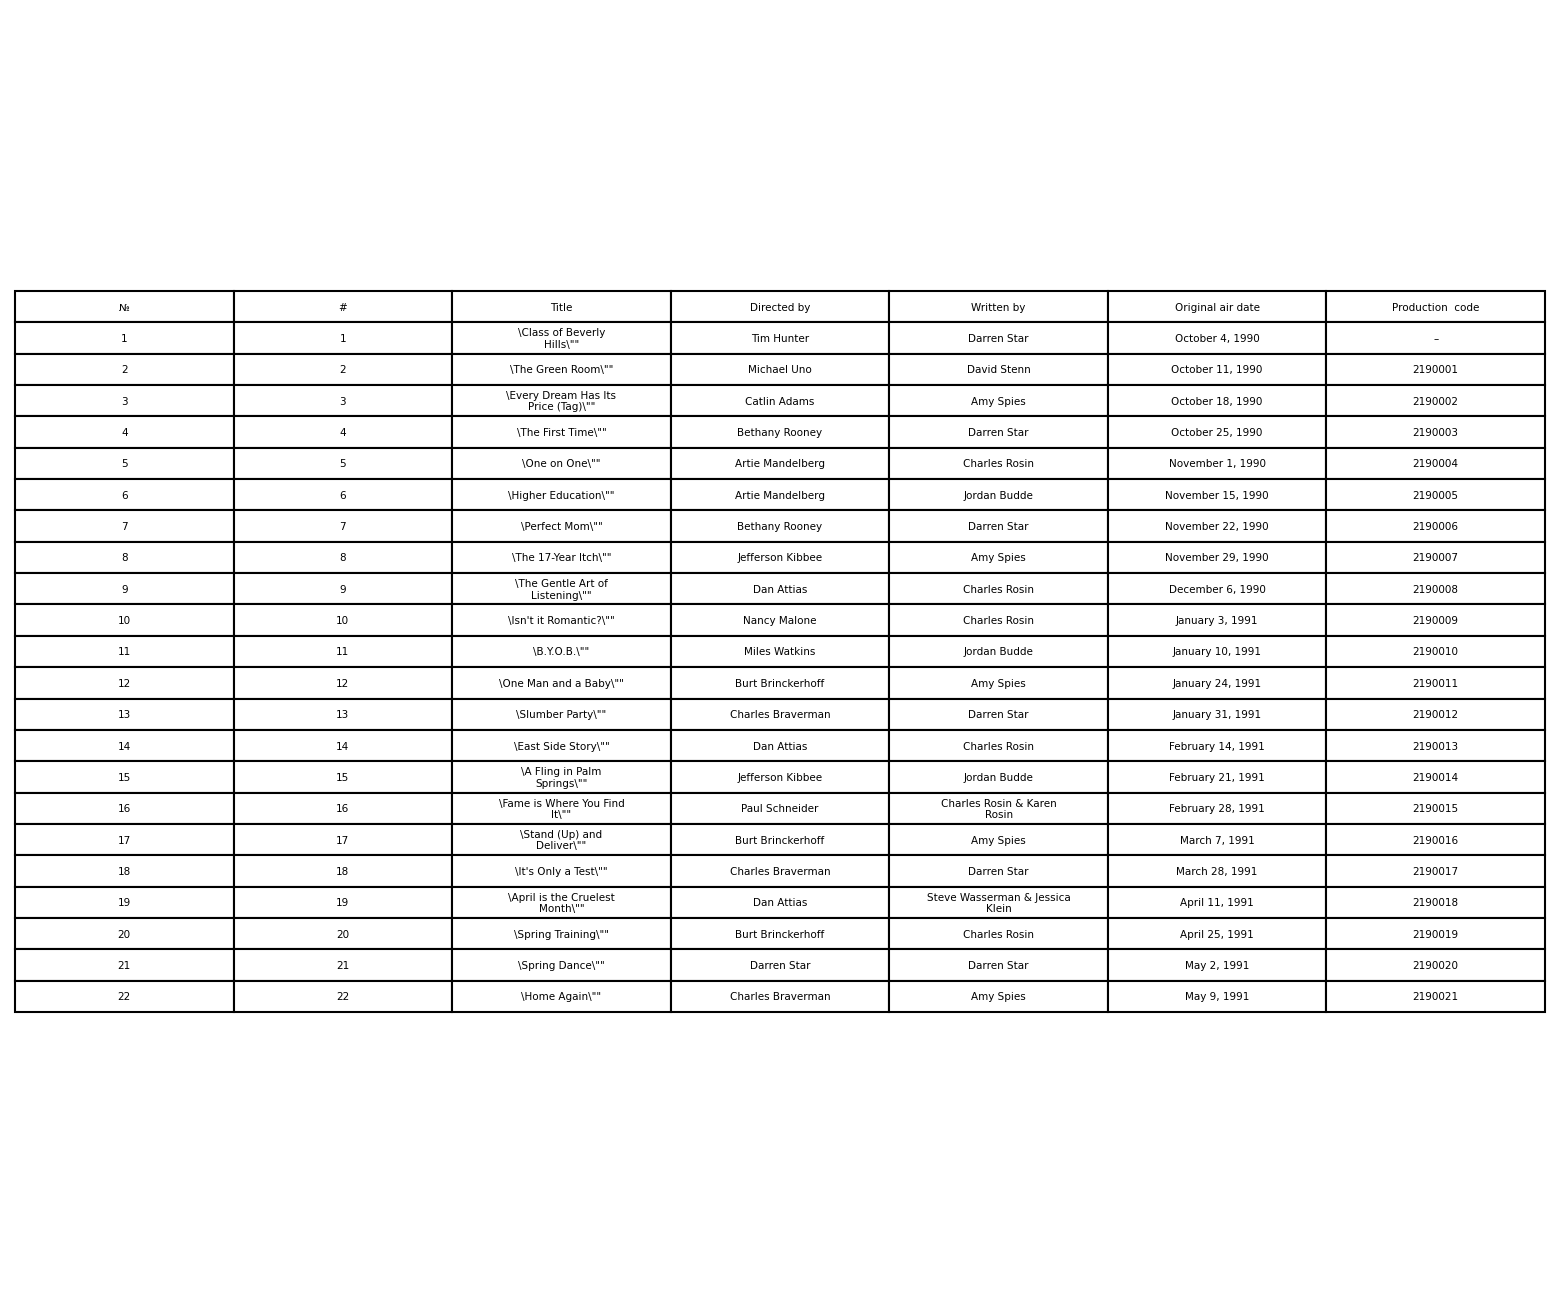 № # Title Directed by Written by Original air date Production  code
1 1 \Class of Beverly Hills\"" Tim Hunter Darren Star October 4, 1990 –
2 2 \The Green Room\"" Michael Uno David Stenn October 11, 1990 2190001
3 3 \Every Dream Has Its Price (Tag)\"" Catlin Adams Amy Spies October 18, 1990 2190002
4 4 \The First Time\"" Bethany Rooney Darren Star October 25, 1990 2190003
5 5 \One on One\"" Artie Mandelberg Charles Rosin November 1, 1990 2190004
6 6 \Higher Education\"" Artie Mandelberg Jordan Budde November 15, 1990 2190005
7 7 \Perfect Mom\"" Bethany Rooney Darren Star November 22, 1990 2190006
8 8 \The 17-Year Itch\"" Jefferson Kibbee Amy Spies November 29, 1990 2190007
9 9 \The Gentle Art of Listening\"" Dan Attias Charles Rosin December 6, 1990 2190008
10 10 \Isn't it Romantic?\"" Nancy Malone Charles Rosin January 3, 1991 2190009
11 11 \B.Y.O.B.\"" Miles Watkins Jordan Budde January 10, 1991 2190010
12 12 \One Man and a Baby\"" Burt Brinckerhoff Amy Spies January 24, 1991 2190011
13 13 \Slumber Party\"" Charles Braverman Darren Star January 31, 1991 2190012
14 14 \East Side Story\"" Dan Attias Charles Rosin February 14, 1991 2190013
15 15 \A Fling in Palm Springs\"" Jefferson Kibbee Jordan Budde February 21, 1991 2190014
16 16 \Fame is Where You Find It\"" Paul Schneider Charles Rosin & Karen Rosin February 28, 1991 2190015
17 17 \Stand (Up) and Deliver\"" Burt Brinckerhoff Amy Spies March 7, 1991 2190016
18 18 \It's Only a Test\"" Charles Braverman Darren Star March 28, 1991 2190017
19 19 \April is the Cruelest Month\"" Dan Attias Steve Wasserman & Jessica Klein April 11, 1991 2190018
20 20 \Spring Training\"" Burt Brinckerhoff Charles Rosin April 25, 1991 2190019
21 21 \Spring Dance\"" Darren Star Darren Star May 2, 1991 2190020
22 22 \Home Again\"" Charles Braverman Amy Spies May 9, 1991 2190021